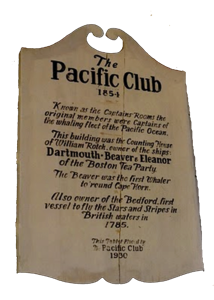 The
Pacific Club
1854
Known as the Captains Rooms the
original members were Captains of
the whaling fleet of the Pacific Ocean.
This building was the Counting House
of William Rotch, owner of the ships:
Dartmouth-Beaver & Eleanor
of the Boston Tea Party.
The Beaver was the first Whaler
to 'round Cape Horn.
Also owner of the Bedford, first
vessel to fly the Stars and Stripes in
British waters in
1785.
This Tablet
Pacific Club
1930